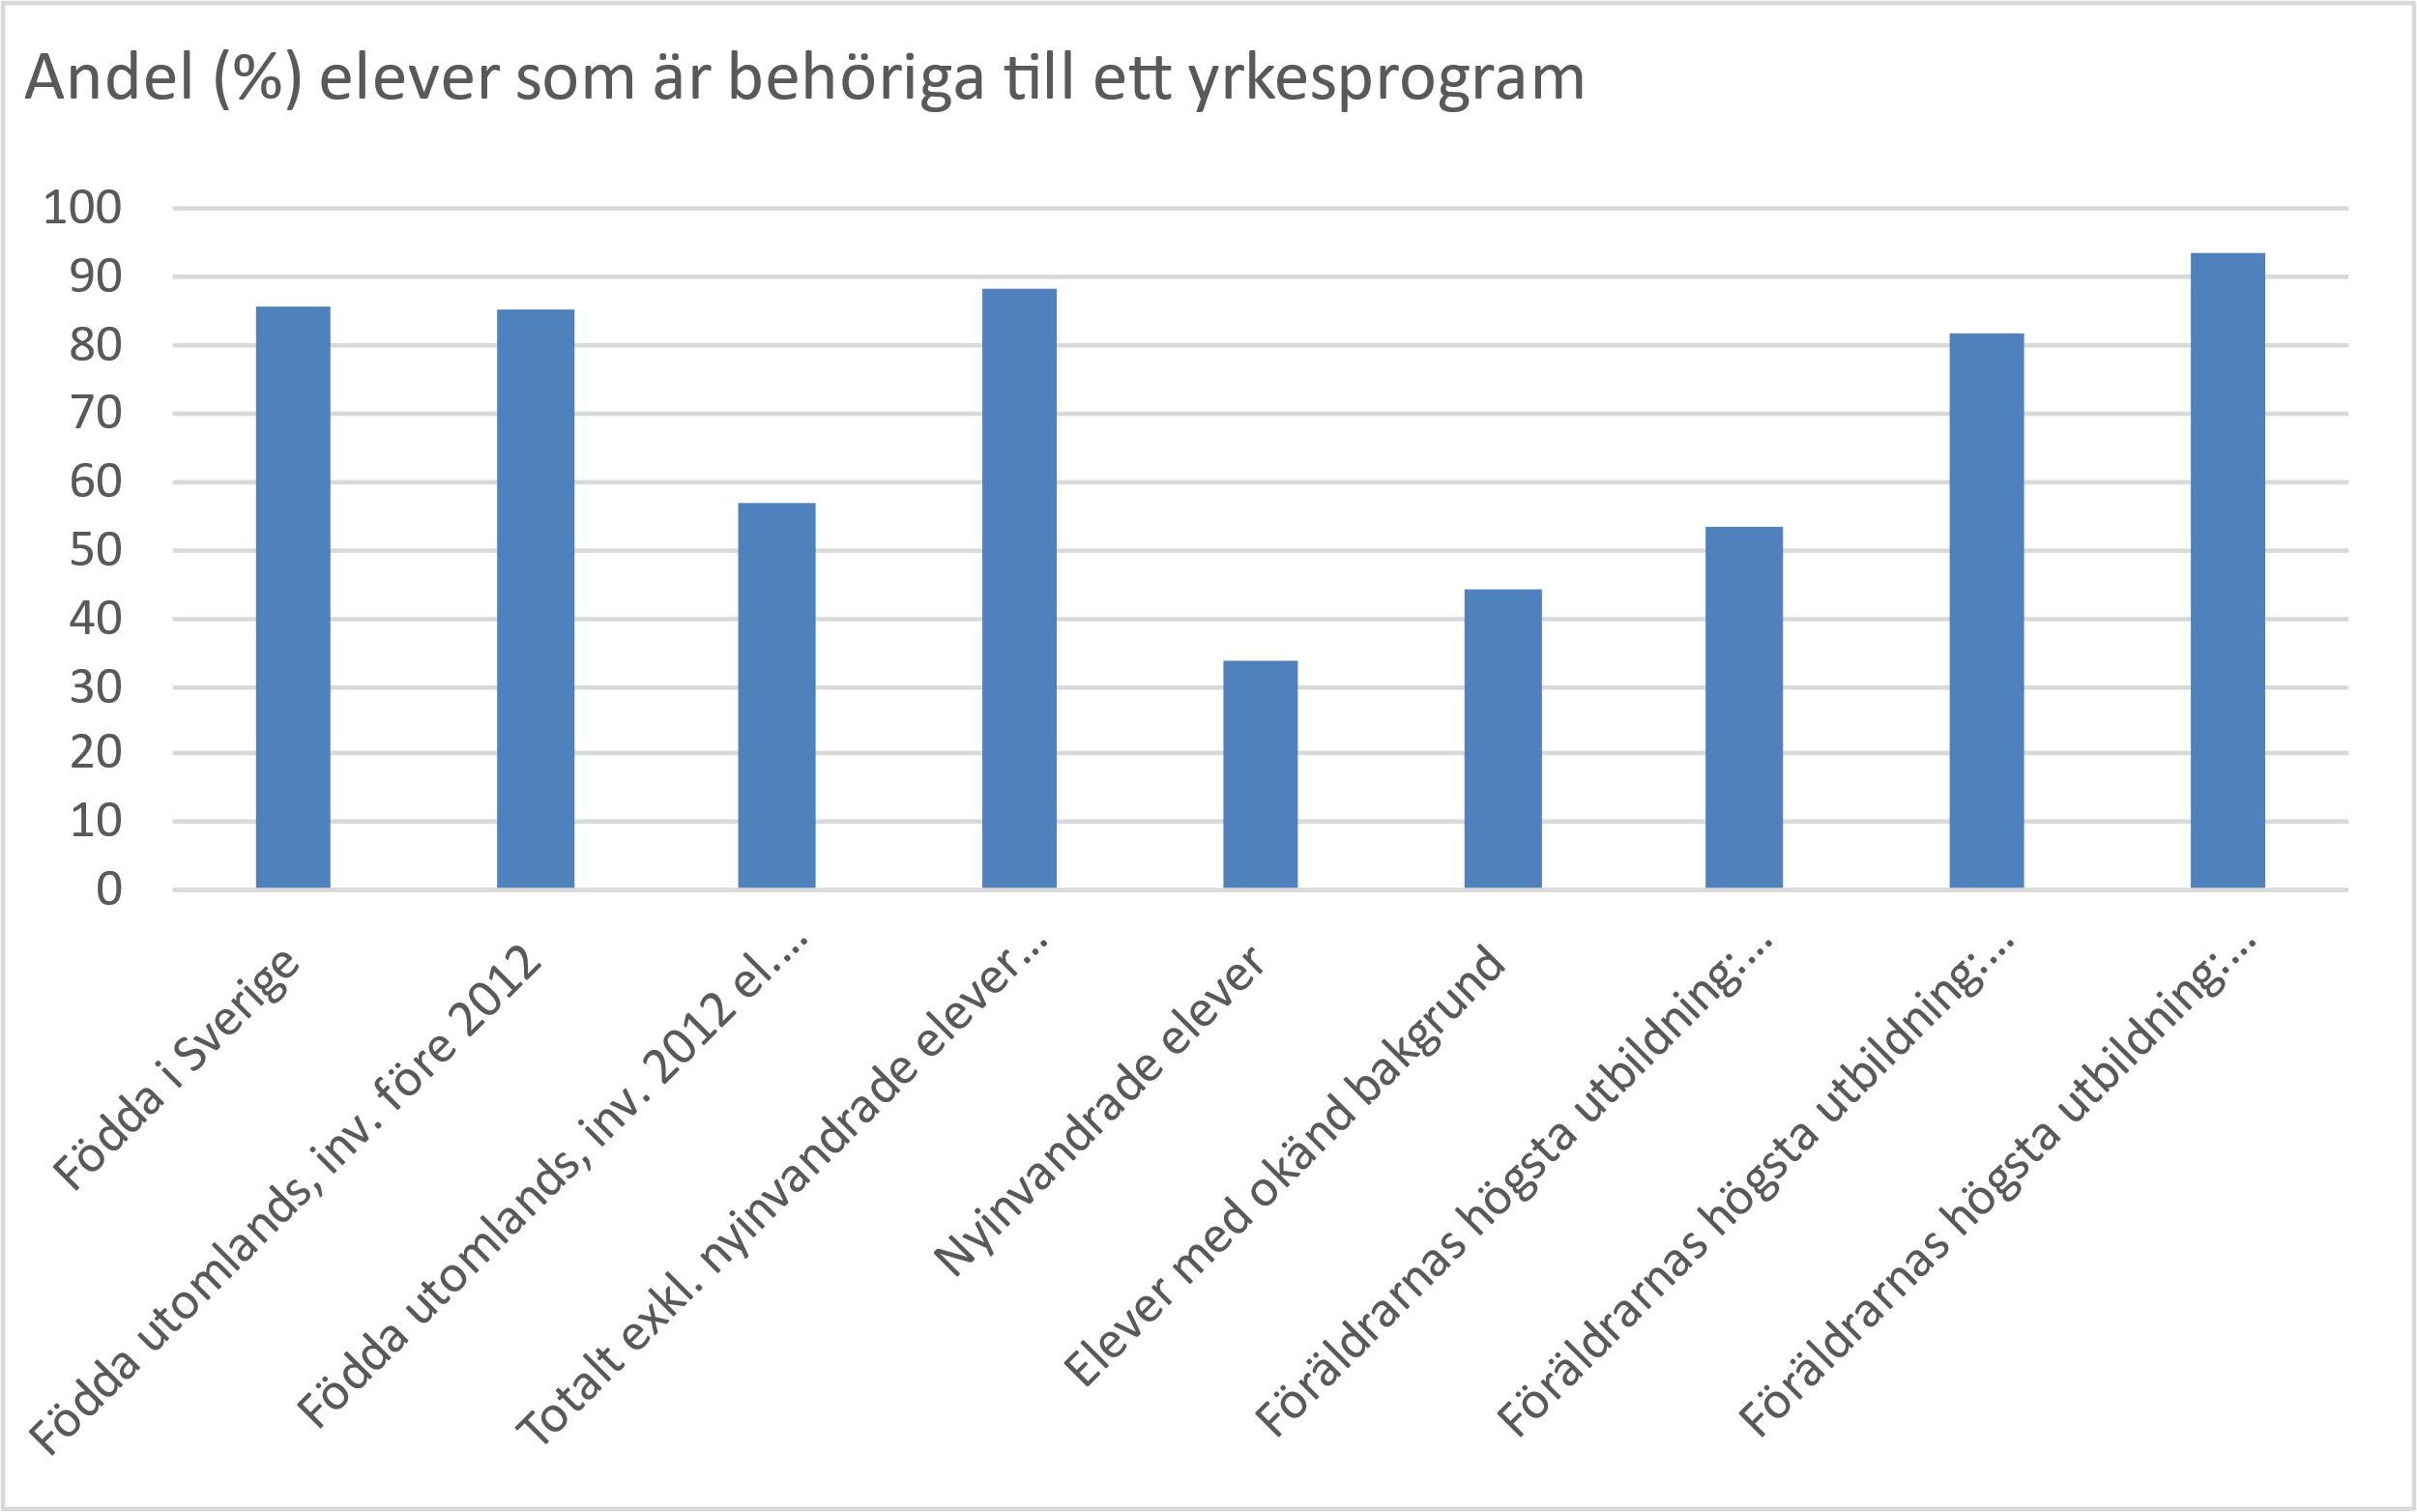 Andel (%) elever som är behöriga till ett yrkesprogram
100
90
80
70
60
50
40
30
20
10
0
Födda i Sverige
Födda utomlands, inv. före 2012
Födda utomlands, inv. 2012 el.…
Totalt exkl. nyinvandrade elever…
Nyinvandrade elever
Elever med okänd bakgrund
Föräldrarnas högsta utbildning:…
Föräldrarnas högsta utbildning:…
Föräldrarnas högsta utbildning:…